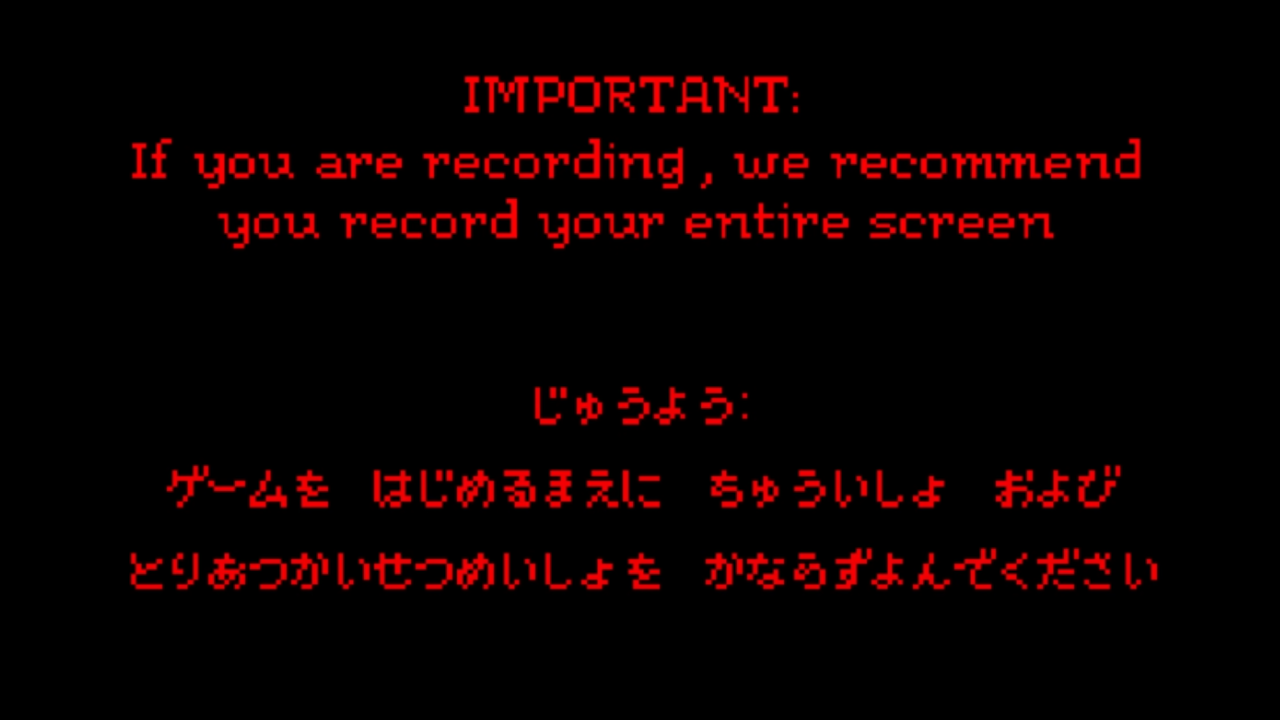 IMPORTANT:
If you are recording, we recommend
you record your entire screen
じゅうよう:
ゲームを はじめるまえに ちゅういしょ および
とりあつかいせつめいしょを かならずよんでください